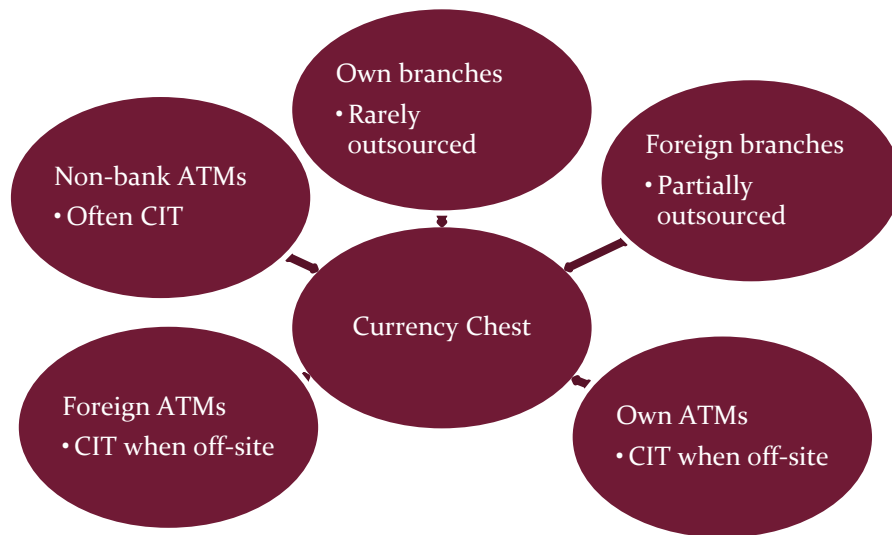 Own branches
• Rarely
outsourced
Non-bank ATMs
• Often CIT
Foreign branches
• Partially
outsourced
Currency Chest
Foreign ATMs
• CIT when off-site
Own ATMs
• CIT when off-site